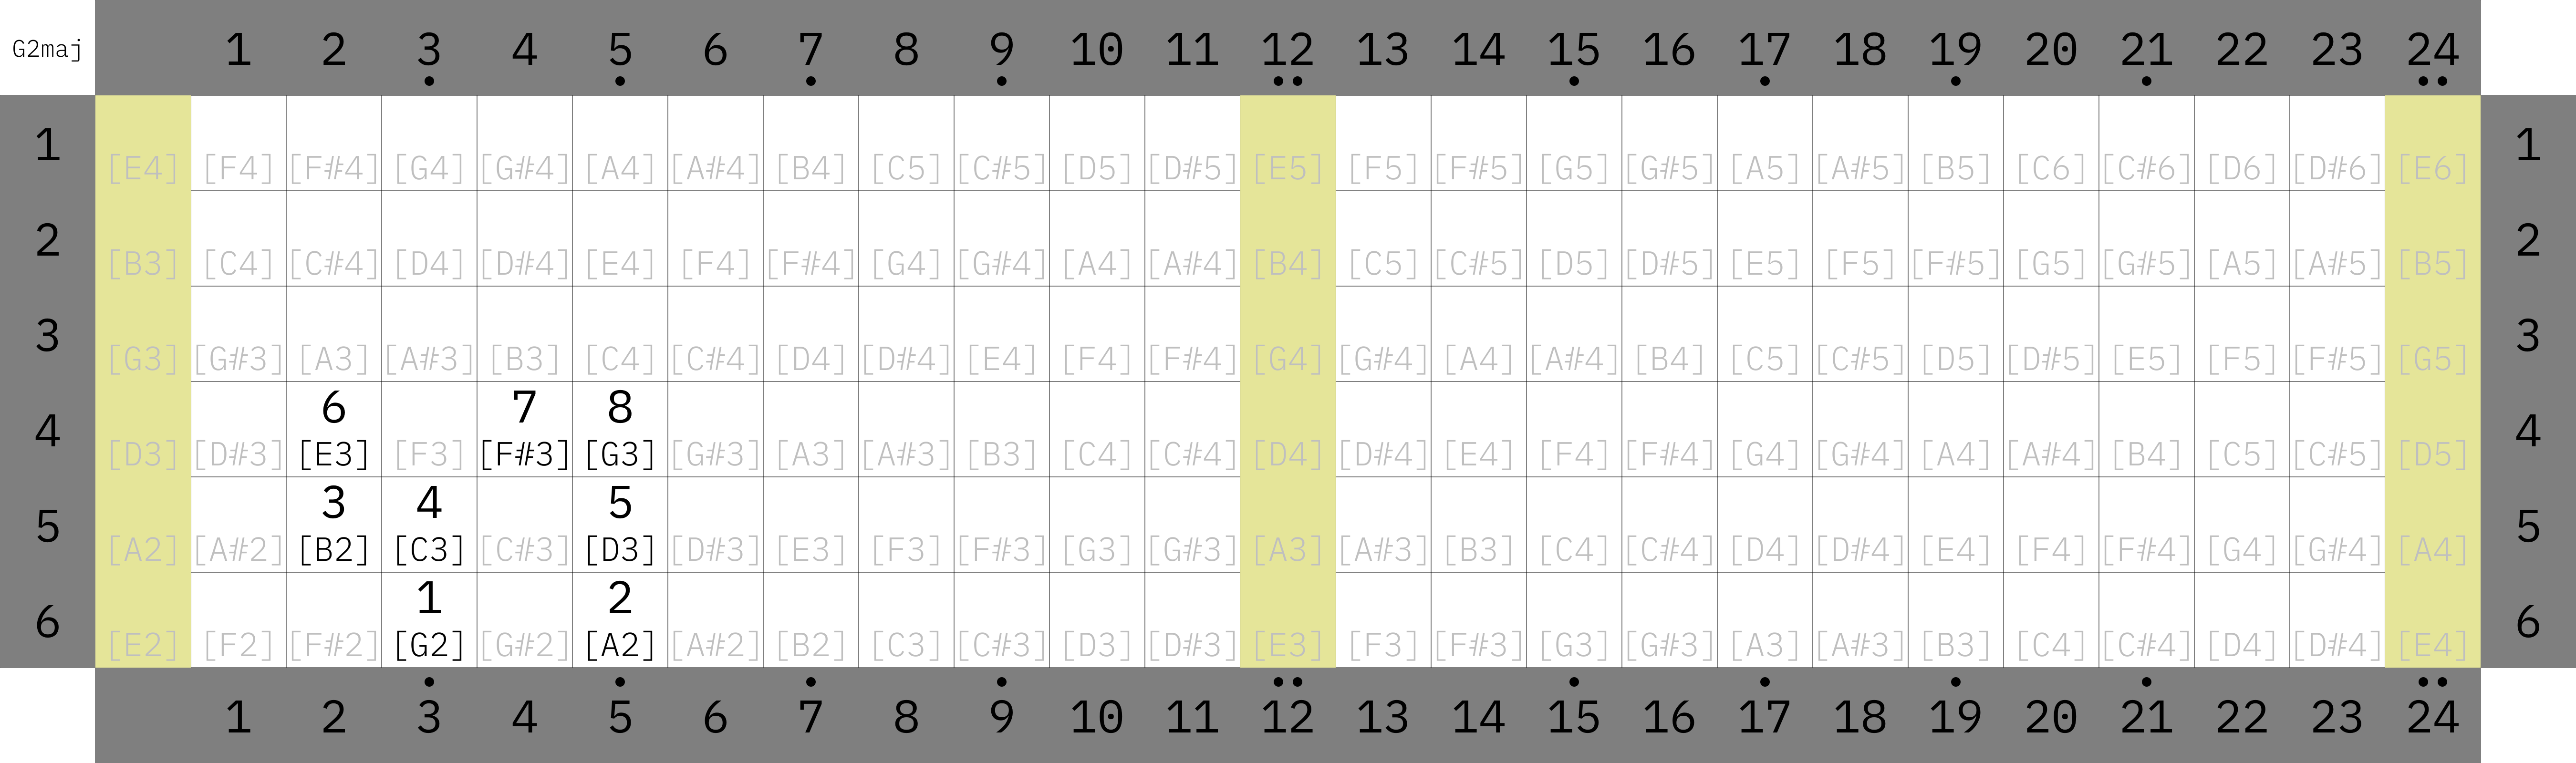 G2maj 1 2 3 4 5 6 7 8 9 10 11 12 13 14 15 16 17 18 19 20 21 22 23 24
1 [E4] [F4] [F#4] [G4] [G#4] [A4] [A#4] [B4] [C5] [C#5] [D5] [D#5] [E5] [F5] [F#5] [G5] [G#5] [A5] [A#5] [B5] [C6] [C#6] [D6] [D#6] [E6] 1
2 [B3] [C4] [C#4] [D4] [D#4] [E4] [F4] [F#4] [G4] [G#4] [A4] [A#4] [B4] [C5] [C#5] [D5] [D#5] [E5] [F5] [F#5] [G5] [G#5] [A5] [A#5] [B5] 2
3 [G3] [G#3] [A3] [A#3] [B3] [C4] [C#4] [D4] [D#4] [E4] [F4] [F#4] [G4] [G#4] [A4] [A#4] [B4] [C5] [C#5] [D5] [D#5] [E5] [F5] [F#5] [G5] 3
6 7 8
4 [D3] [D#3] [E3] [F3] [F#3] [G3] [G#3] [A3] [A#3] [B3] [C4] [C#4] [D4] [D#4] [E4] [F4] [F#4] [G4] [G#4] [A4] [A#4] [B4] [C5] [C#5] [D5] 4
3 4 5
5 [A2] [A#2] [B2] [C3] [C#3] [D3] [D#3] [E3] [F3] [F#3] [G3] [G#3] [A3] [A#3] [B3] [C4] [C#4] [D4] [D#4] [E4] [F4] [F#4] [G4] [G#4] [A4] 5
1 2
6 [E2] [F2] [F#2] [G2] [G#2] [A2] [A#2] [B2] [C3] [C#3] [D3] [D#3] [E3] [F3] [F#3] [G3] [G#3] [A3] [A#3] [B3] [C4] [C#4] [D4] [D#4] [E4] 6
1 2 3 4 5 6 7 8 9 10 11 12 13 14 15 16 17 18 19 20 21 22 23 24